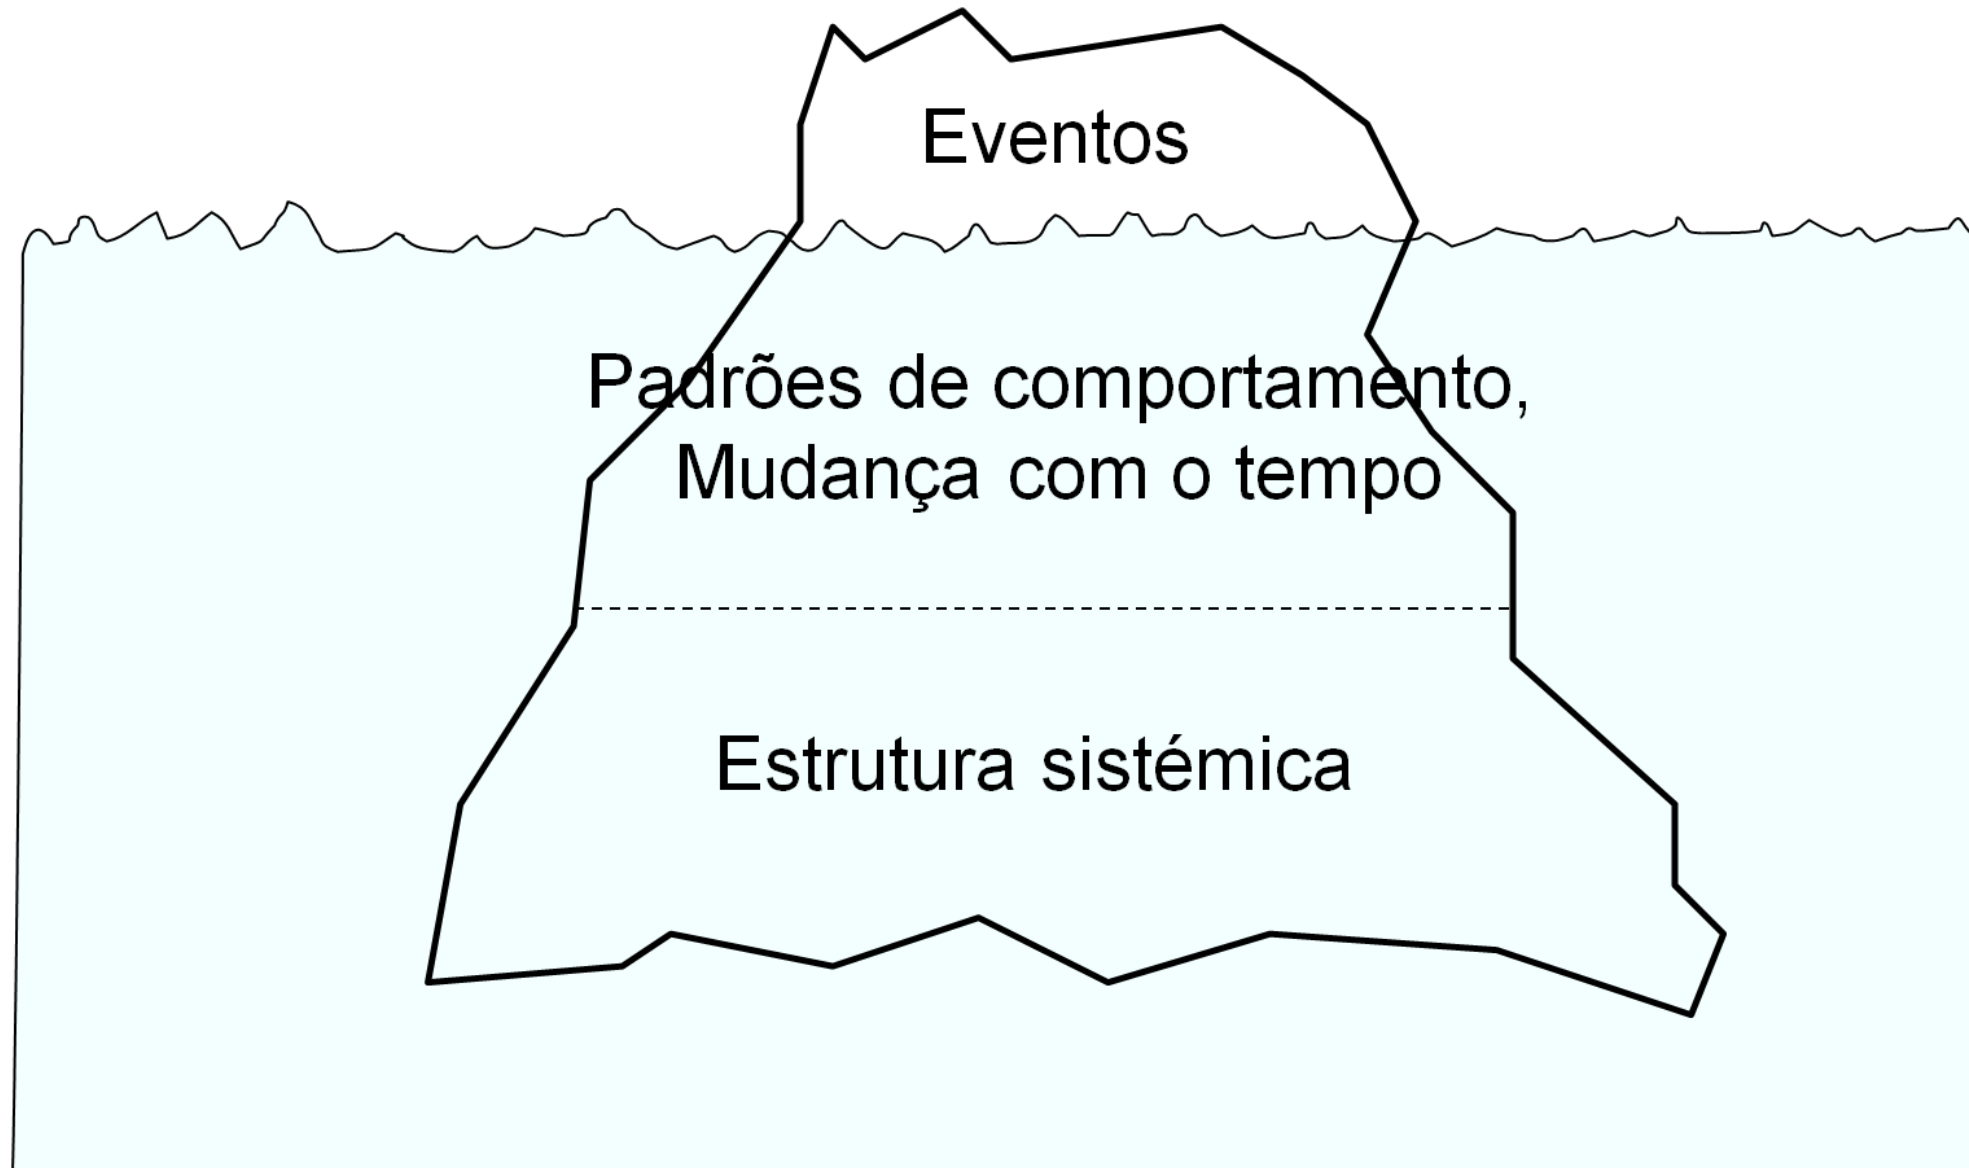 Eventos
Padrões de comportamento,
Mudança com o tempo
Estrutura sistémica